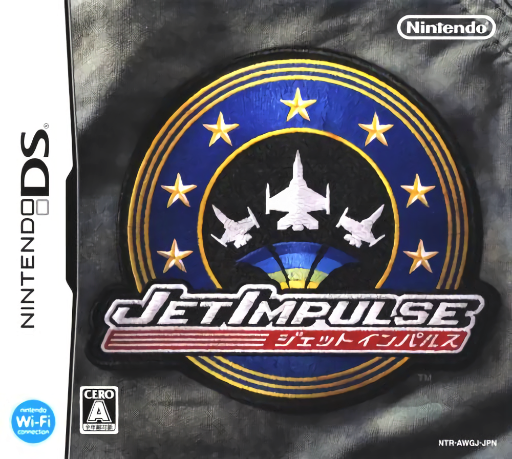 Nintendo
NINTENDO DS
JETIMPULSE
ジェット インパルス
TM
CERO
A
全年齢対象
nintendo
Wi-Fi
connection
NTR-AWGJ-JPN